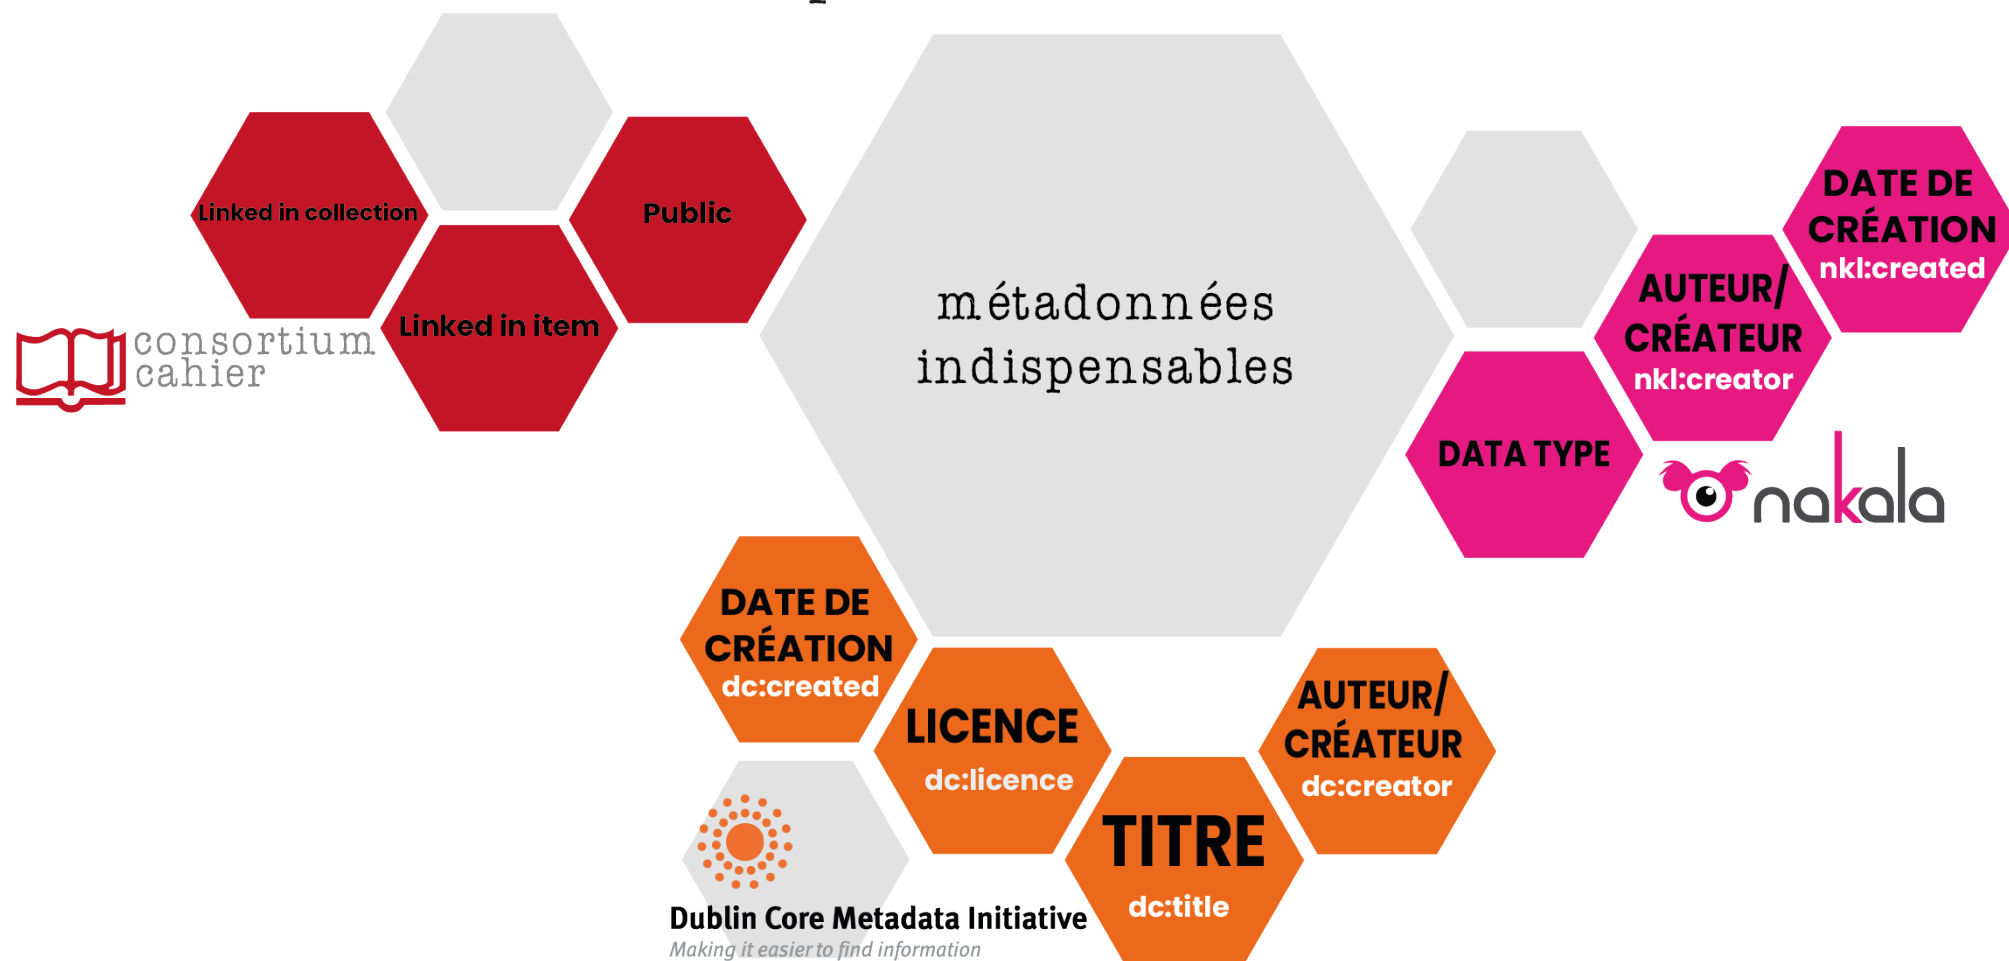 Linked in collection
Public
Linked in item
consortium
cahier
métadonnées
indispensables
DATE DE
CRÉATION
nkl:created
AUTEUR/
CRÉATEUR
nkl:creator
DATA TYPE
nakala
DATE DE
CRÉATION
dc:created
LICENCE
dc:licence
TITRE
dc:title
AUTEUR/
CRÉATEUR
dc:creator
Dublin Core Metadata Initiative
Making it easier to find information